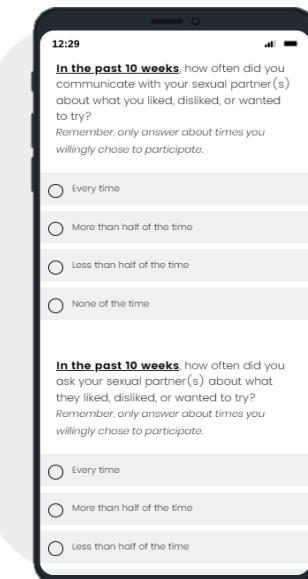 12:29
In the past 10 weeks, how often did you
communicate with your sexual partner(s)
about what you liked, disliked, or wanted
to try?
Remember, only answer about times you
willingly chose to participate.
Every time
More than half of the time
Less than half of the time
None of the time
In the past 10 weeks, how often did you
ask your sexual partner(s) about what
they liked, disliked, or wanted to try?
Remember, only answer about times you
willingly chose to participate.
Every time
More than half of the time
Less than half of the time